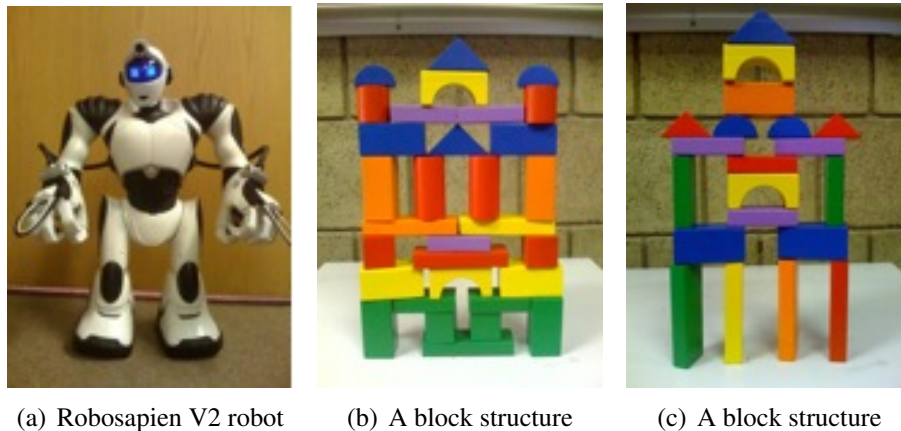 (a) Robosapien V2 robot
(b) A block structure
(c) A block structure